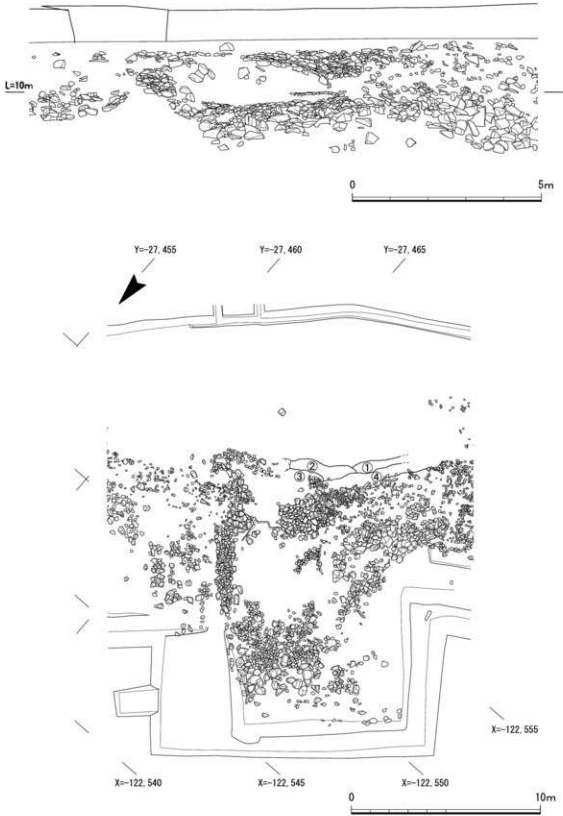 L=10m
0 5m
Y=-27,455 Y=-27,460 Y=-27,465
② ①
③ ④
X=-122,555
X=-122,540 X=-122,545 X=-122,550
0 10m